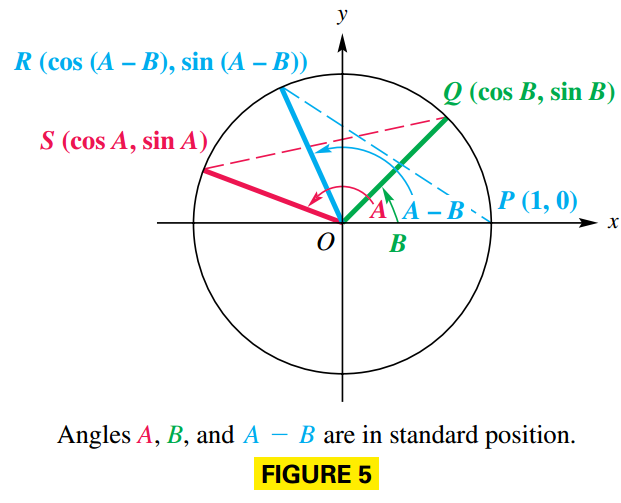 y
R (cos (A – B), sin (A – B))
Q (cos B, sin B)
S (cos A, sin A)
P (1, 0)
A
A – B
x
O
B
Angles A, B, and A − B are in standard position.
FIGURE 5